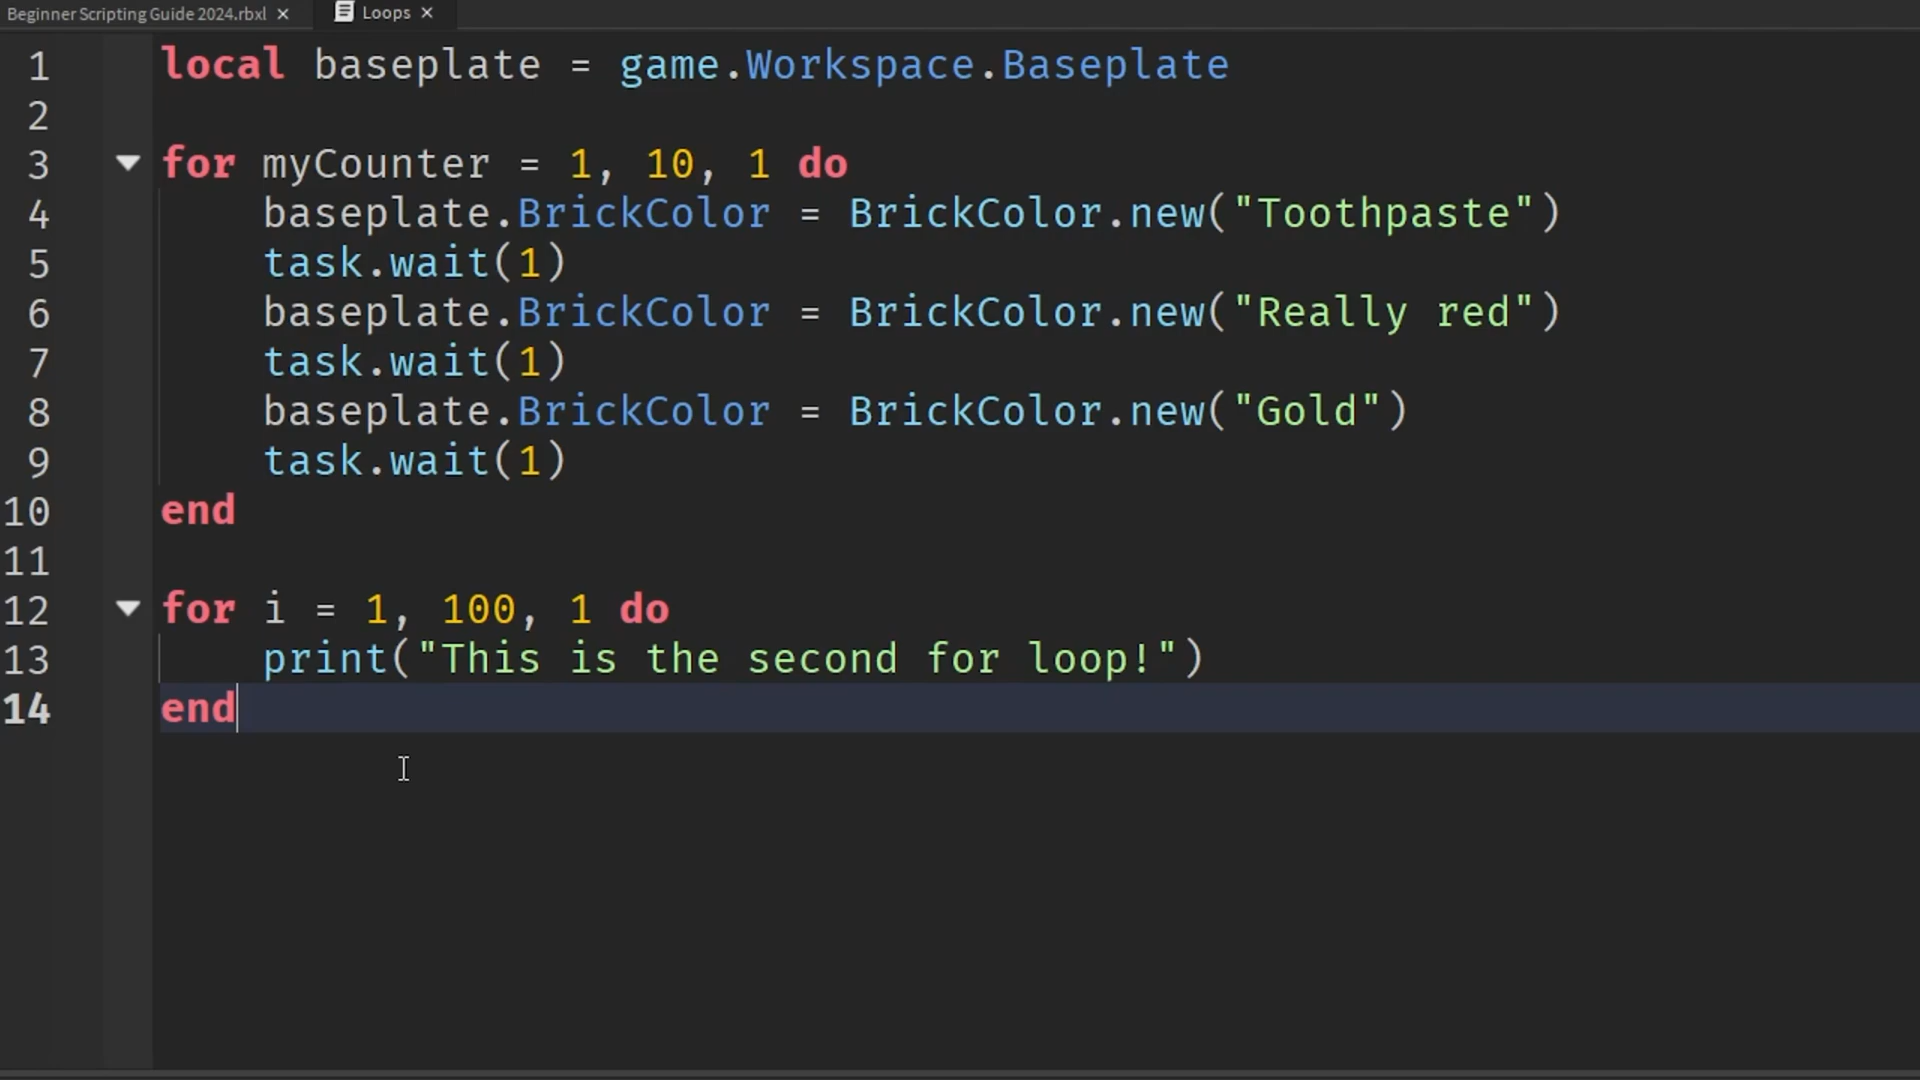 Beginner Scripting Guide 2024.rbxl × Loops ×
1 local baseplate = game.Workspace.Baseplate
2
3 for myCounter = 1, 10, 1 do
4 baseplate.BrickColor = BrickColor.new("Toothpaste")
5 task.wait(1)
6 baseplate.BrickColor = BrickColor.new("Really red")
7 task.wait(1)
8 baseplate.BrickColor = BrickColor.new("Gold")
9 task.wait(1)
10 end
11
12 for i = 1, 100, 1 do
13 print("This is the second for loop!")
14 end